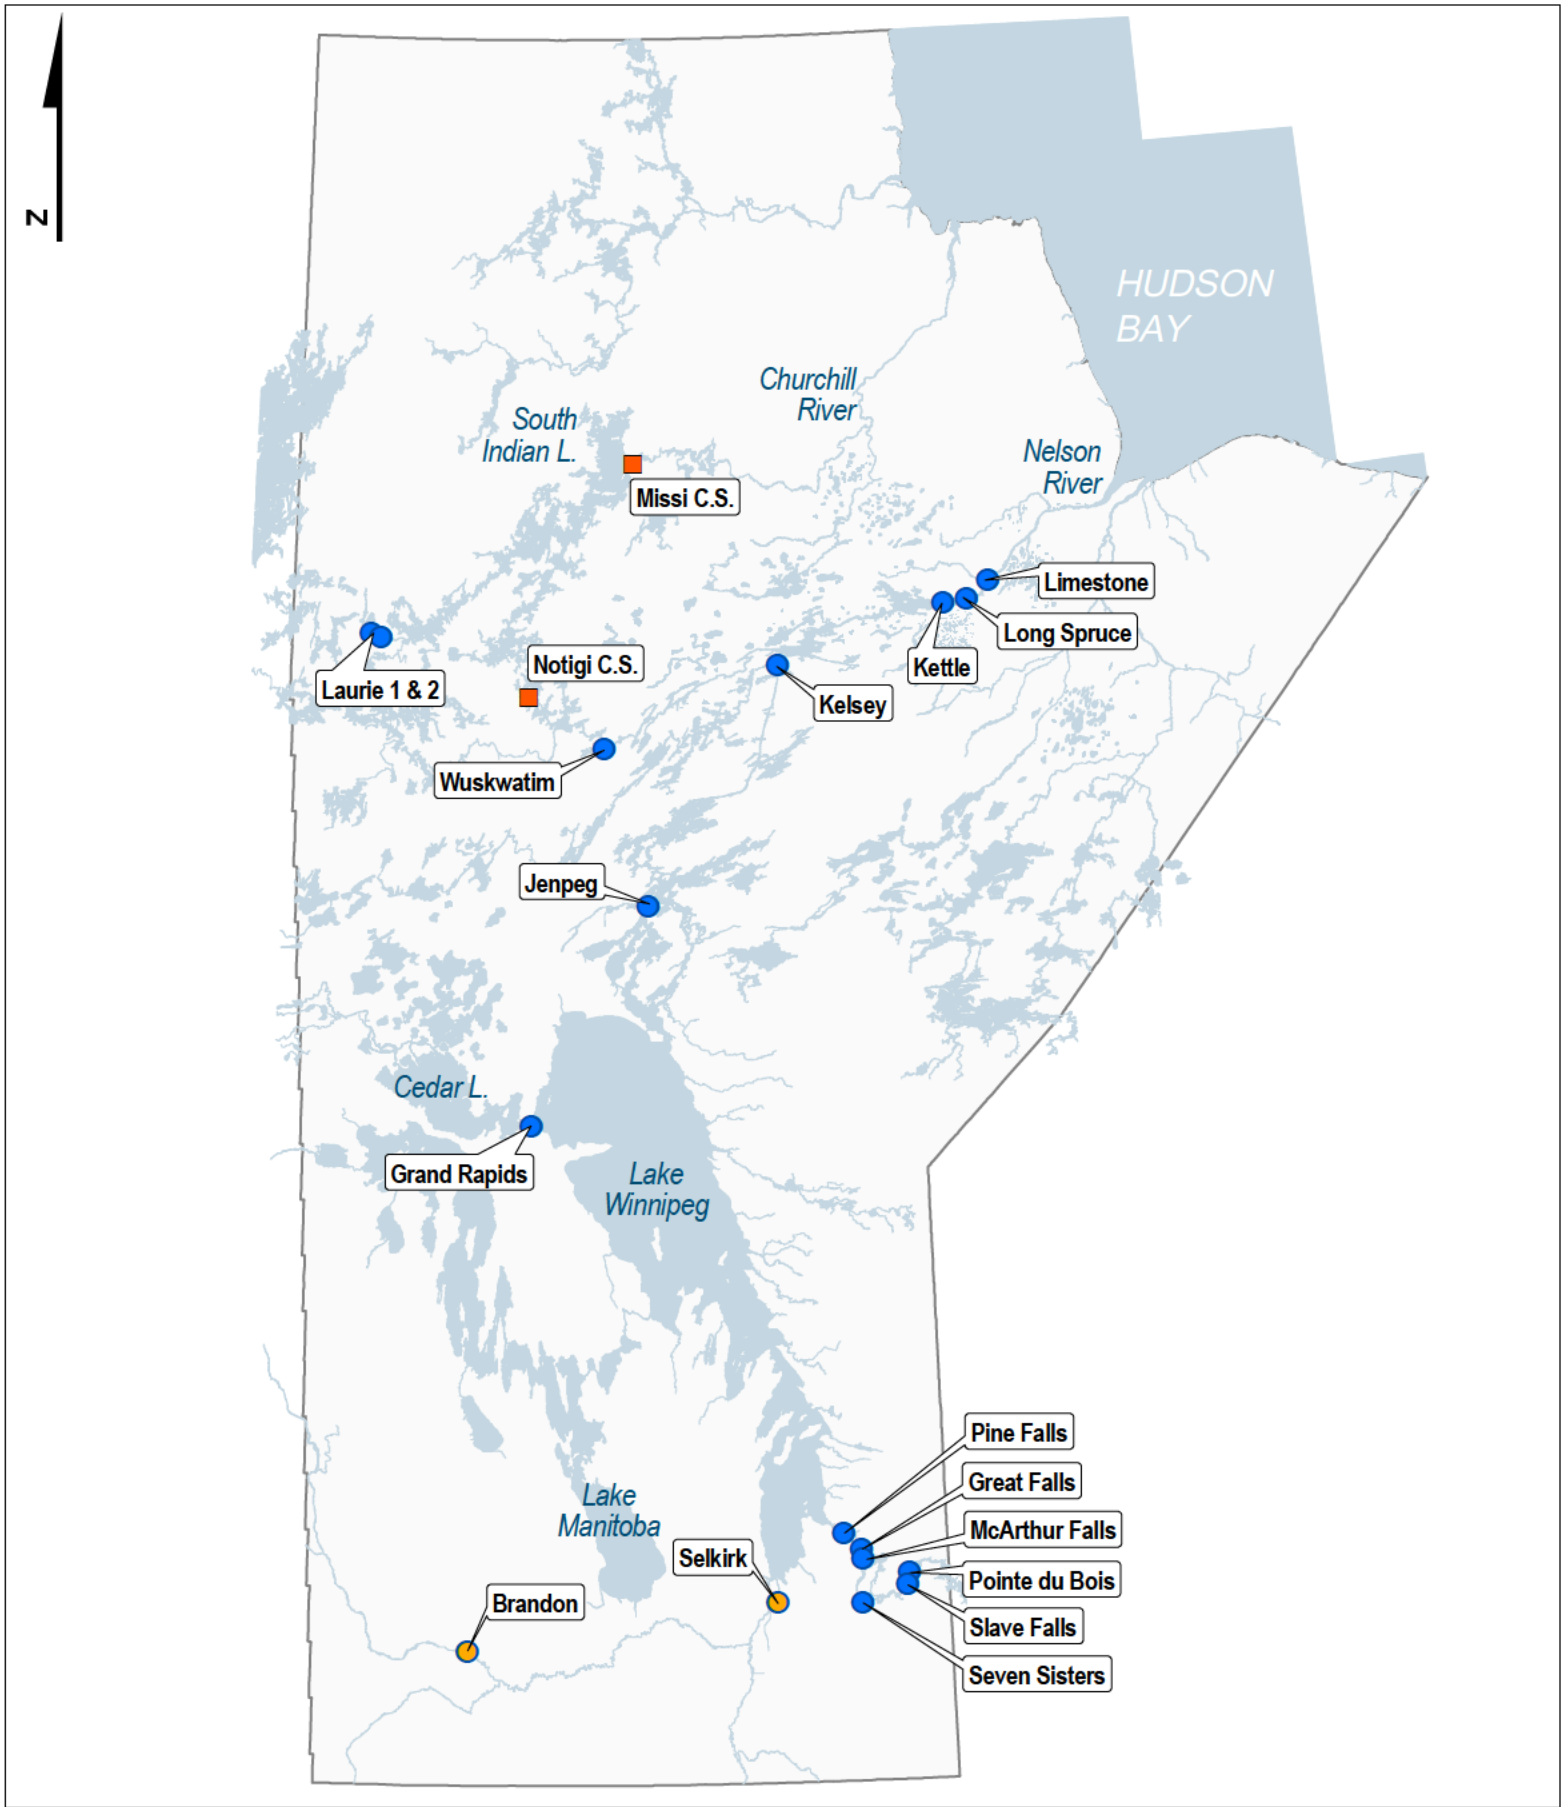 N
HUDSON
BAY
Churchill
River
South
Indian L.
Nelson
River
Missi C.S.
Limestone
Long Spruce
Kettle
Notigi C.S.
Laurie 1 & 2
Kelsey
Wuskwatim
Jenpeg
Cedar L.
Grand Rapids
Lake
Winnipeg
Pine Falls
Great Falls
Lake
Manitoba
McArthur Falls
Selkirk
Pointe du Bois
Brandon
Slave Falls
Seven Sisters